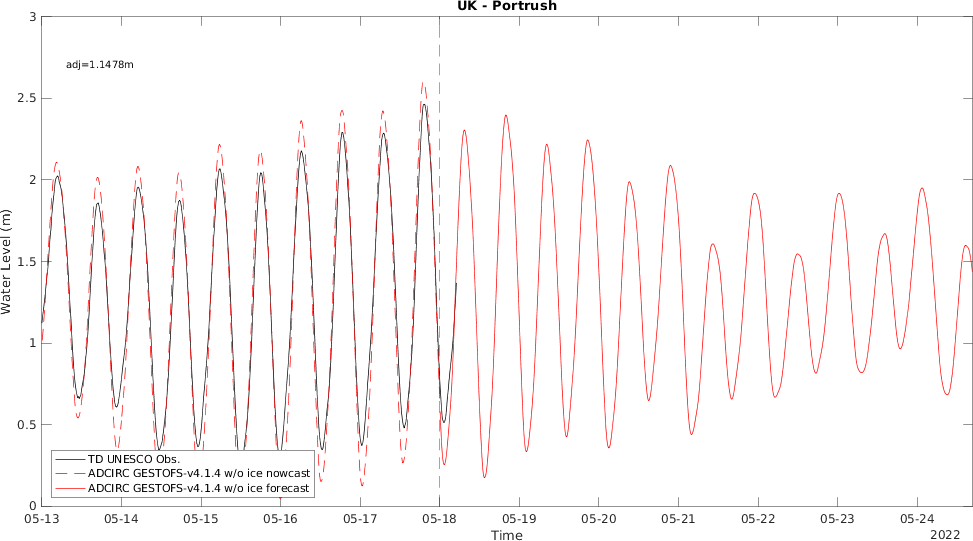 UK - Portrush
3
adj=1.1478m
2.5
2
1.5
1
0.5
0
Water Level (m)
TD UNESCO Obs.
ADCIRC GESTOFS-v4.1.4 w/o ice nowcast
ADCIRC GESTOFS-v4.1.4 w/o ice forecast
05-13 05-14 05-15 05-16 05-17 05-18 05-19 05-20 05-21 05-22 05-23 05-24
Time
2022